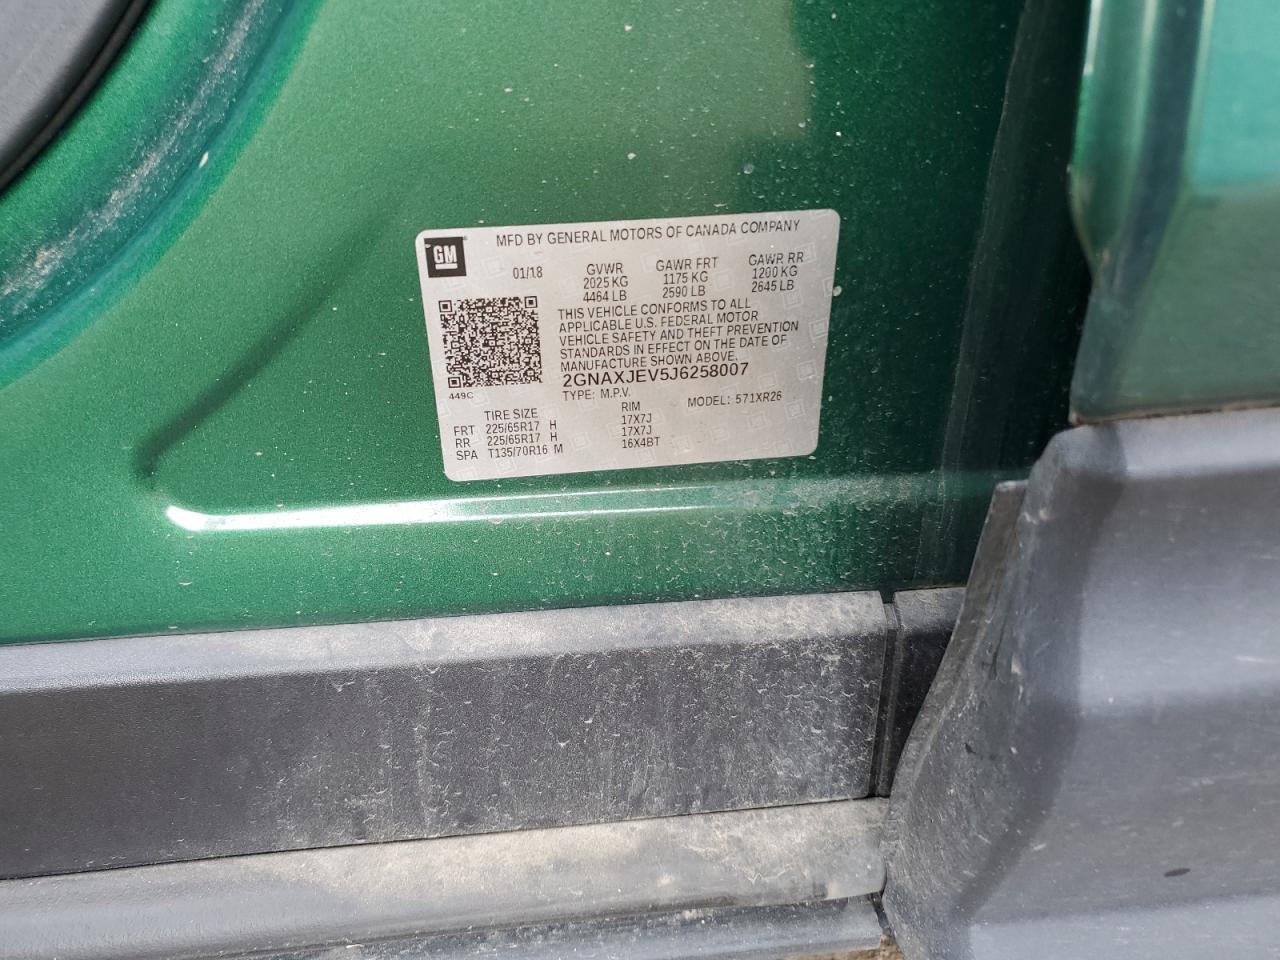 GM
MFD BY GENERAL MOTORS OF CANADA COMPANY
01/18
GVWR GAWR FRT GAWR RR
2025 KG 1175 KG 1200 KG
4464 LB 2590 LB 2645 LB
THIS VEHICLE CONFORMS TO ALL
APPLICABLE U.S. FEDERAL MOTOR
VEHICLE SAFETY AND THEFT PREVENTION
STANDARDS IN EFFECT ON THE DATE OF
MANUFACTURE SHOWN ABOVE.
2GNAXJEV5J6258007
449C
TYPE: M.P.V. MODEL: 571XR26
TIRE SIZE RIM
FRT 225/65R17 H 17X7J
RR 225/65R17 H 17X7J
SPA T135/70R16 M 16X4BT